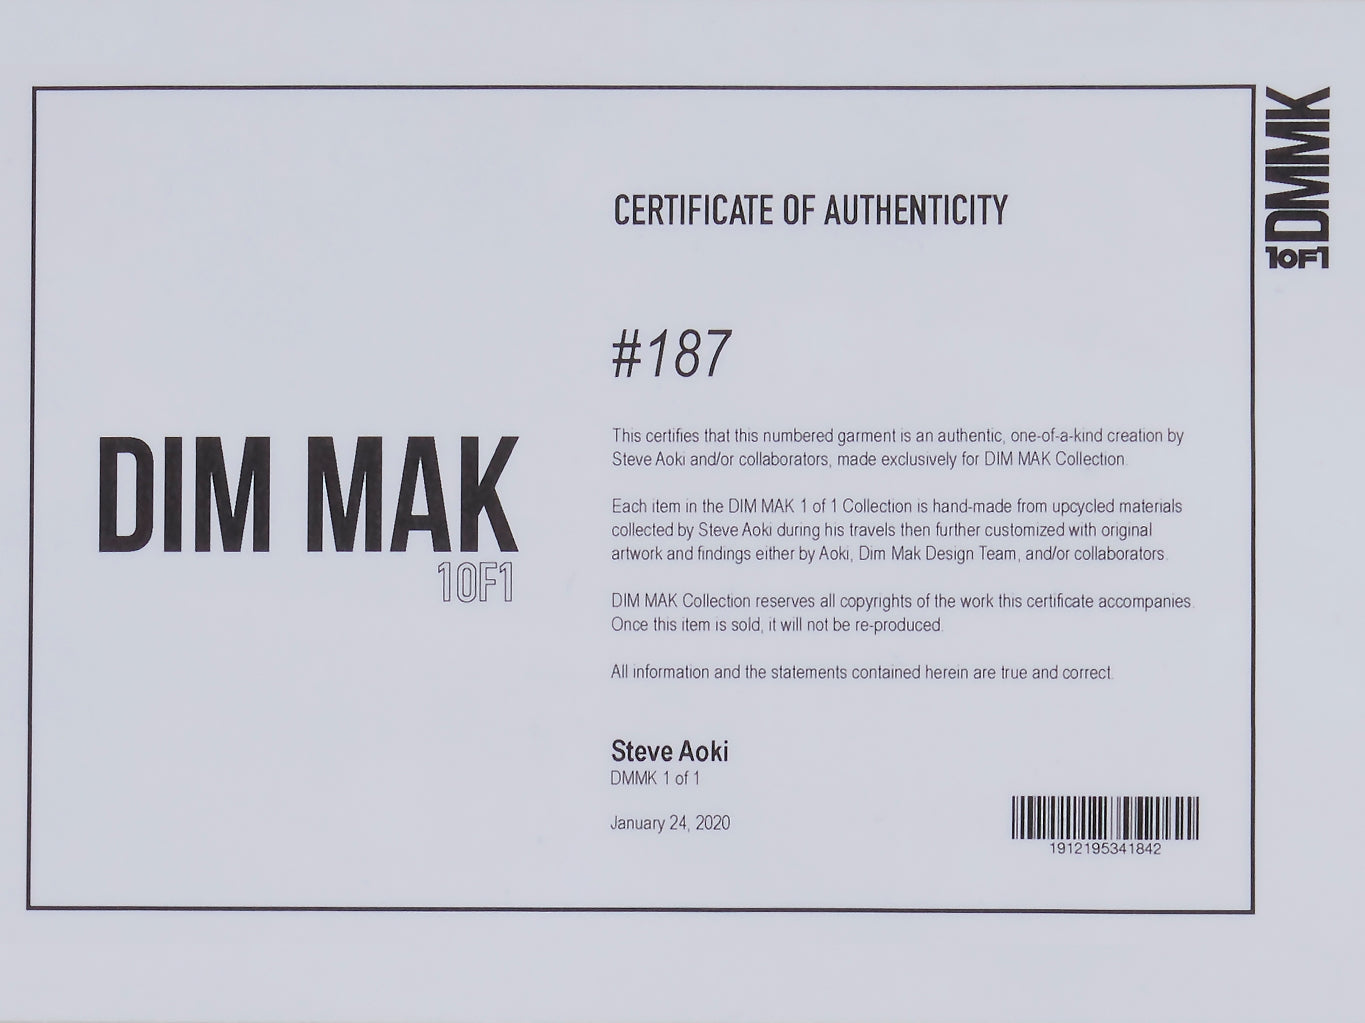 DMMK
1OF1
CERTIFICATE OF AUTHENTICITY
#187
DIM MAK
1OF1
This certifies that this numbered garment is an authentic, one-of-a-kind creation by
Steve Aoki and/or collaborators, made exclusively for DIM MAK Collection.
Each item in the DIM MAK 1 of 1 Collection is hand-made from upcycled materials
collected by Steve Aoki during his travels then further customized with original
artwork and findings either by Aoki, Dim Mak Design Team, and/or collaborators.
DIM MAK Collection reserves all copyrights of the work this certificate accompanies.
Once this item is sold, it will not be re-produced.
All information and the statements contained herein are true and correct.
Steve Aoki
DMMK 1 of 1
January 24, 2020
1912195341842